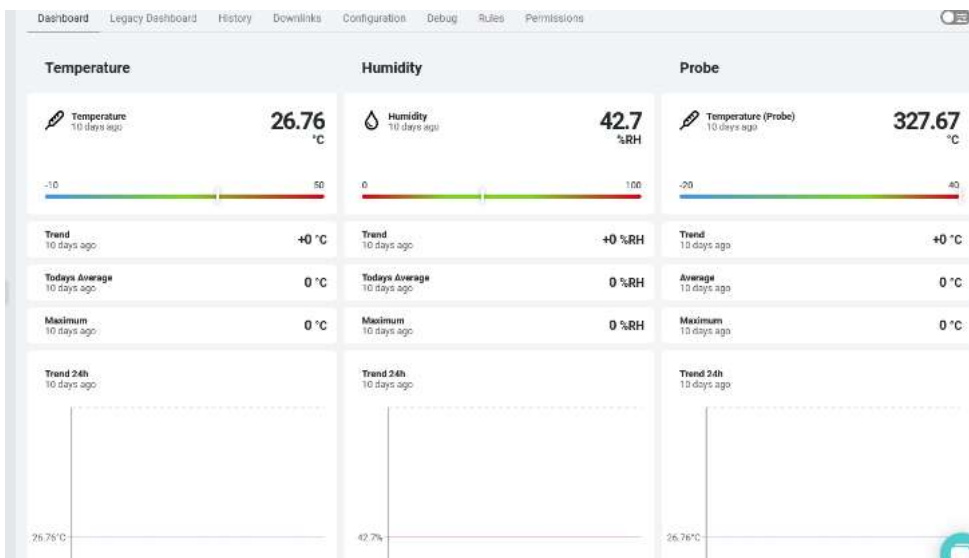 Dashboard Legacy Dashboard History Downlinks Configuration Debug Rules Permissions
Temperature
Humidity
Probe
Temperature
10 days ago
26.76
°C
-10
50
Humidity
10 days ago
42.7
%RH
0
100
Temperature (Probe)
10 days ago
327.67
°C
-20
40
Trend
10 days ago
+0 °C
Trend
10 days ago
+0 %RH
Trend
10 days ago
+0 °C
Todays Average
10 days ago
0 °C
Todays Average
10 days ago
0 %RH
Average
10 days ago
0 °C
Maximum
10 days ago
0 °C
Maximum
10 days ago
0 %RH
Maximum
10 days ago
0 °C
Trend 24h
10 days ago
Trend 24h
10 days ago
Trend 24h
10 days ago
26.76°C
42.7%
26.76°C